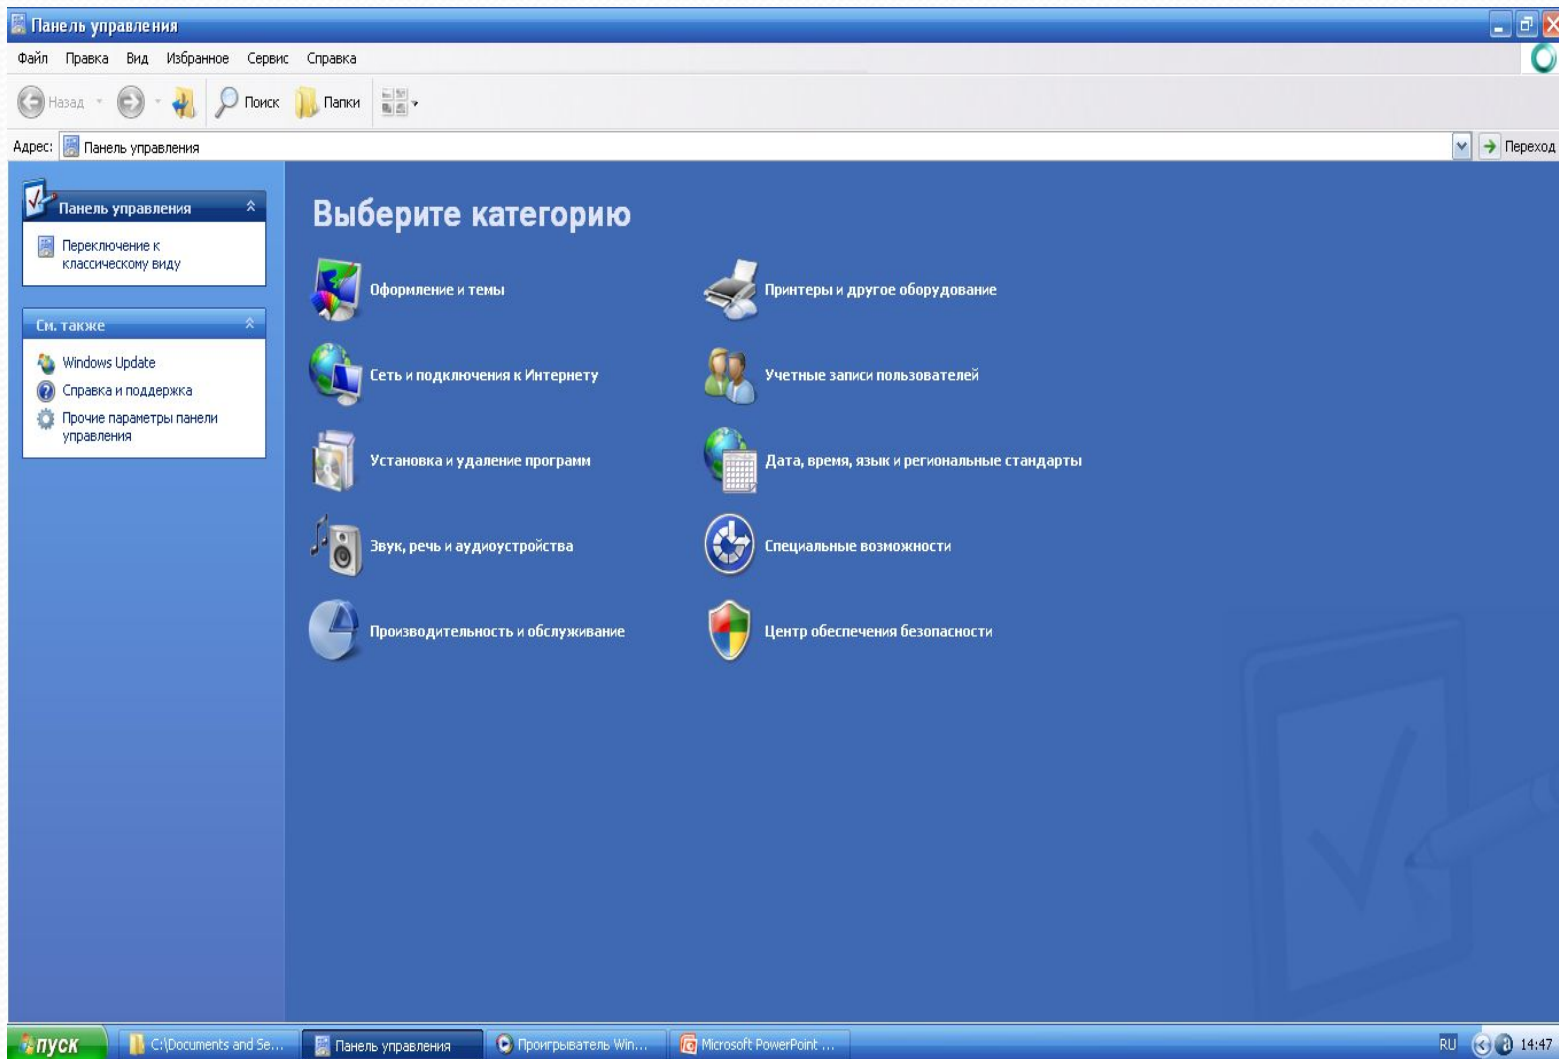 Панель управления
Файл Правка Вид Избранное Сервис Справка
Назад Поиск Папки
Адрес: Панель управления Переход
Панель управления
Переключение к
классическому виду
См. также
Windows Update
Справка и поддержка
Прочие параметры панели
управления
Выберите категорию
Оформление и темы
Принтеры и другое оборудование
Сеть и подключения к Интернету
Учетные записи пользователей
Установка и удаление программ
Дата, время, язык и региональные стандарты
Звук, речь и аудиоустройства
Специальные возможности
Производительность и обслуживание
Центр обеспечения безопасности
пуск C:\Documents and Se... Панель управления Проигрыватель Win... Microsoft PowerPoint ... RU 14:47